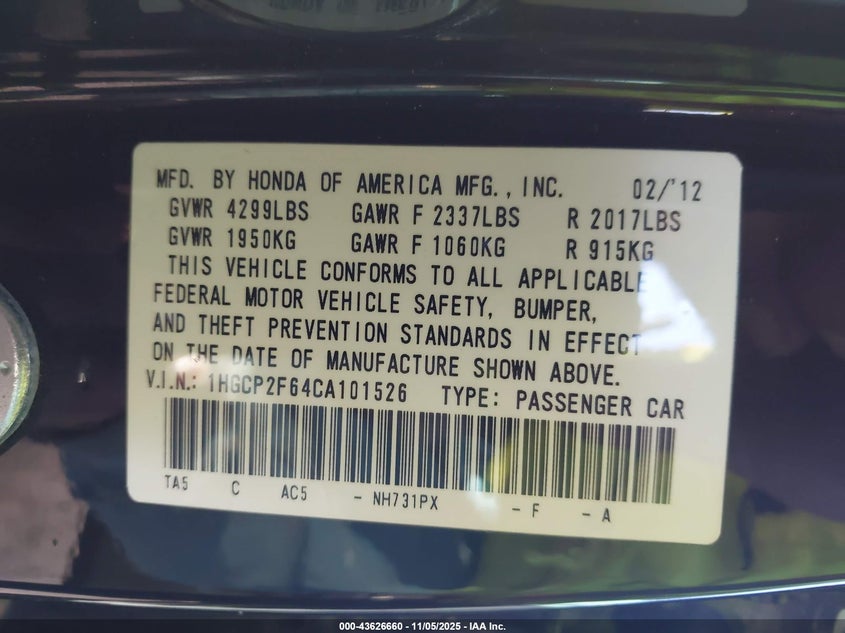 MFD. BY HONDA OF AMERICA MFG., INC. 02/'12
GVWR 4299LBS GAWR F 2337LBS R 2017LBS
GVWR 1950KG GAWR F 1060KG R 915KG
THIS VEHICLE CONFORMS TO ALL APPLICABLE
FEDERAL MOTOR VEHICLE SAFETY, BUMPER,
AND THEFT PREVENTION STANDARDS IN EFFECT
ON THE DATE OF MANUFACTURE SHOWN ABOVE.
V.I.N.: 1HGCP2F64CA101526 TYPE: PASSENGER CAR
TA5 C AC5 - NH731PX - F - A
000-43626660 - 11/05/2025 - IAA Inc.